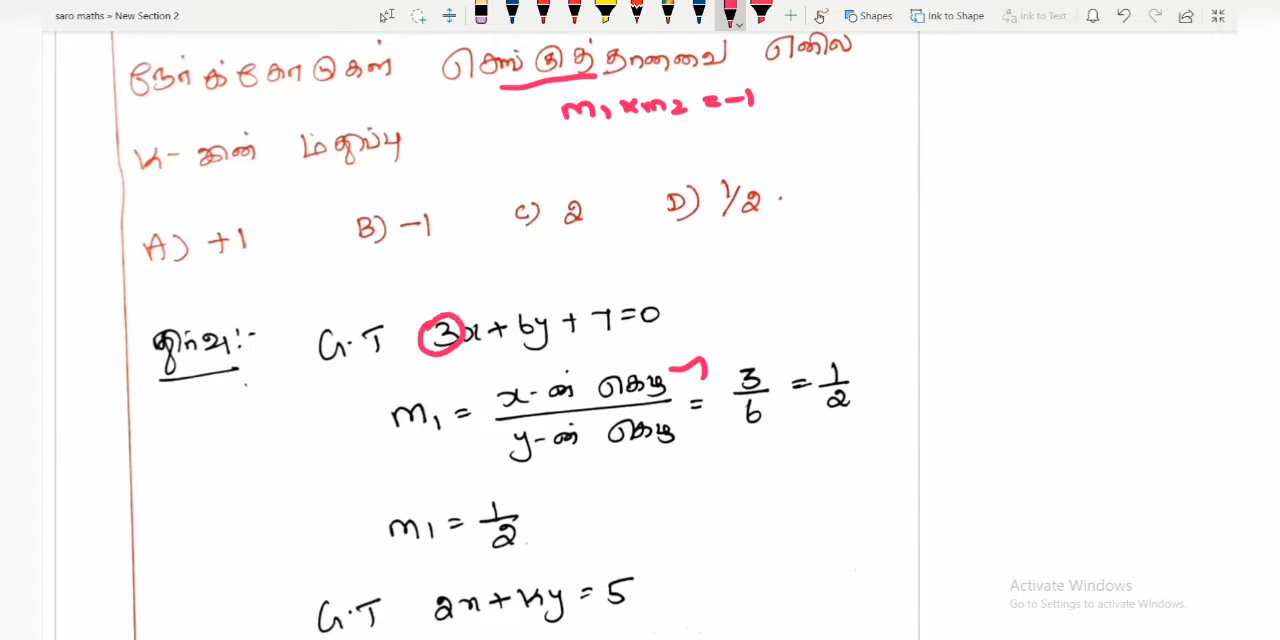 saro maths > New Section 2
Shapes Ink to Shape Ink to Text
நேர்க்கோடுகள் செங்குத்தானவை எனில்
m1 x m2 = -1
K-இன் மதிப்பு
A) +1 B) -1 C) 2 D) 1/2.
தீர்வு:- G.T 3x + 6y + 7 = 0
m1 = x-ன் கெழு / y-ன் கெழு = 3/6 = 1/2
m1 = 1/2
G.T 2x + ky = 5
Activate Windows
Go to Settings to activate Windows.